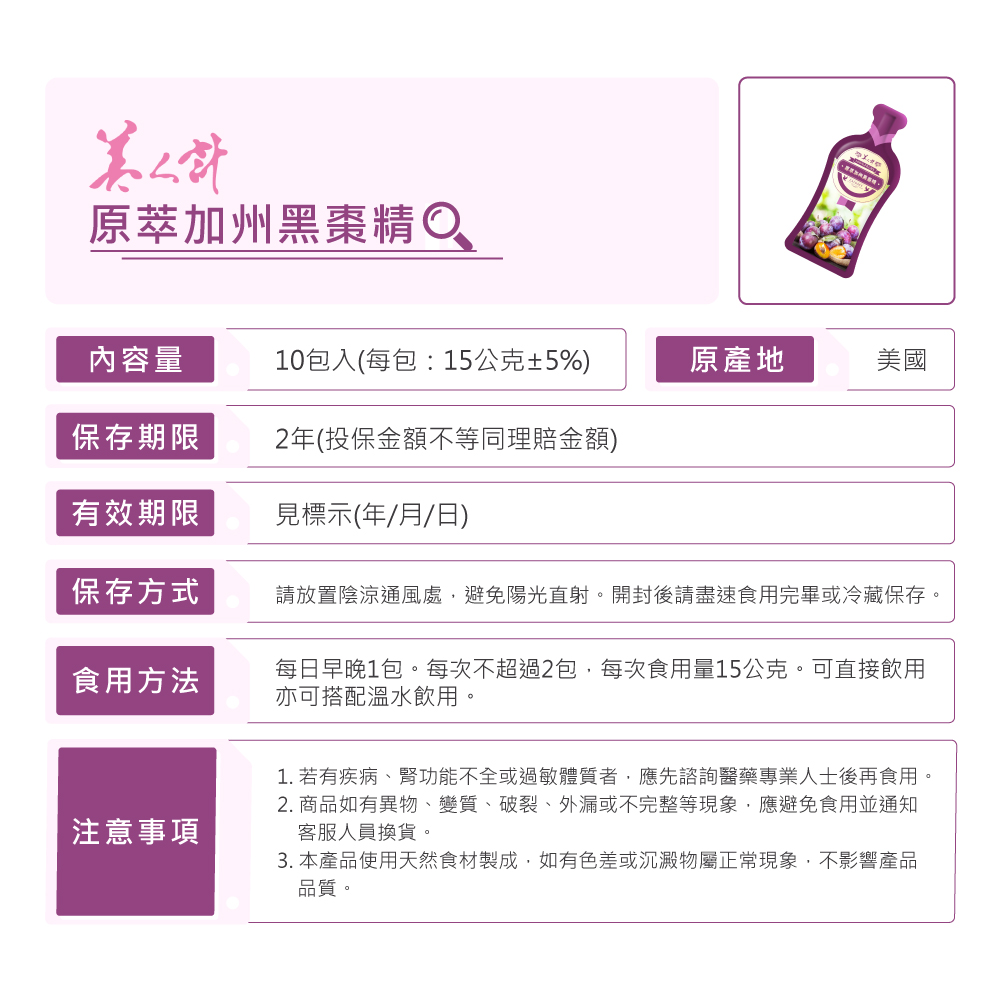 美人計
原萃加州黑棗精
內容量
10包入(每包：15公克±5%)
原產地
美國
保存期限
2年(投保金額不等同理賠金額)
有效期限
見標示(年/月/日)
保存方式
請放置陰涼通風處，避免陽光直射。開封後請盡速食用完畢或冷藏保存。
食用方法
每日早晚1包。每次不超過2包，每次食用量15公克。可直接飲用
亦可搭配溫水飲用。
注意事項
1. 若有疾病、腎功能不全或過敏體質者，應先諮詢醫藥專業人士後再食用。
2. 商品如有異物、變質、破裂、外漏或不完整等現象，應避免食用並通知
客服人員換貨。
3. 本產品使用天然食材製成，如有色差或沉澱物屬正常現象，不影響產品
品質。